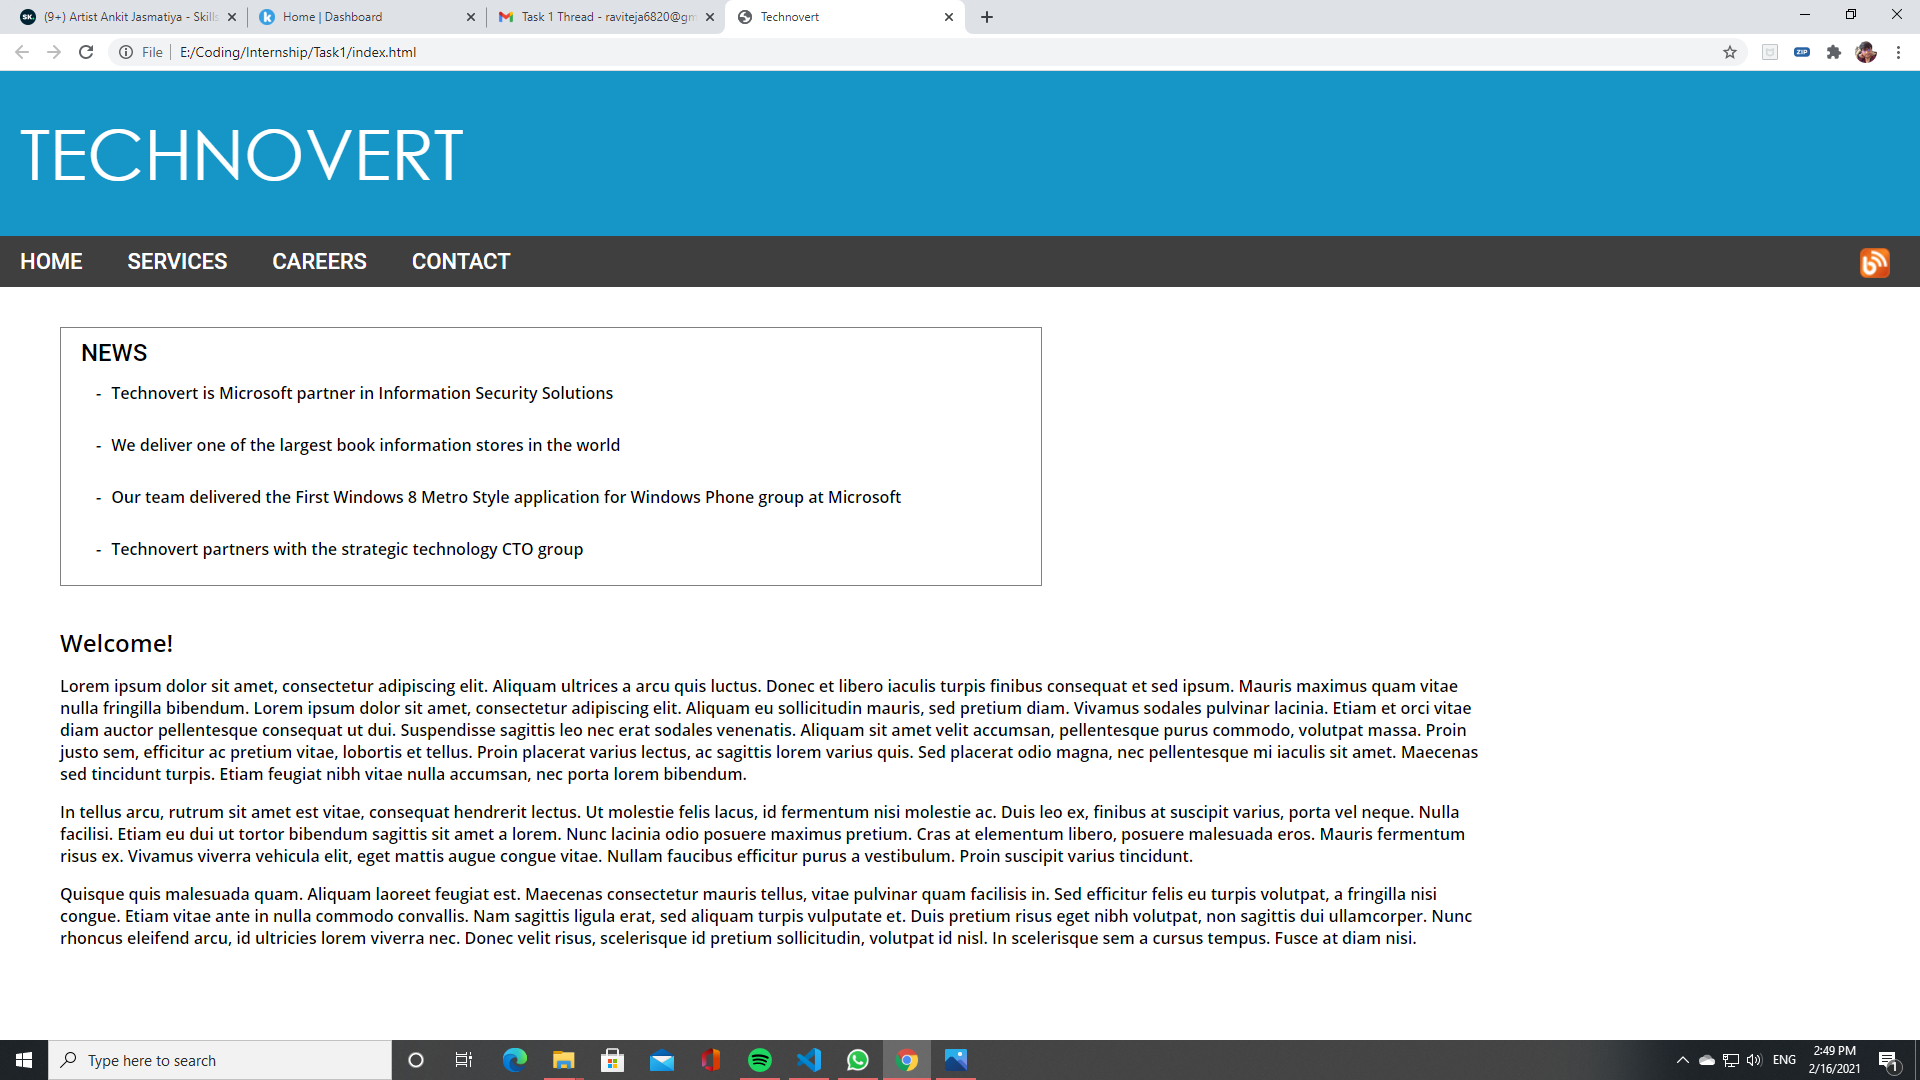 (9+) Artist Ankit Jasmatiya - Skills
Home | Dashboard
Task 1 Thread - raviteja6820@gm
Technovert
File
E:/Coding/Internship/Task1/index.html
ZIP
TECHNOVERT
HOME
SERVICES
CAREERS
CONTACT
NEWS
- Technovert is Microsoft partner in Information Security Solutions
- We deliver one of the largest book information stores in the world
- Our team delivered the First Windows 8 Metro Style application for Windows Phone group at Microsoft
- Technovert partners with the strategic technology CTO group
Welcome!
Lorem ipsum dolor sit amet, consectetur adipiscing elit. Aliquam ultrices a arcu quis luctus. Donec et libero iaculis turpis finibus consequat et sed ipsum. Mauris maximus quam vitae
nulla fringilla bibendum. Lorem ipsum dolor sit amet, consectetur adipiscing elit. Aliquam eu sollicitudin mauris, sed pretium diam. Vivamus sodales pulvinar lacinia. Etiam et orci vitae
diam auctor pellentesque consequat ut dui. Suspendisse sagittis leo nec erat sodales venenatis. Aliquam sit amet velit accumsan, pellentesque purus commodo, volutpat massa. Proin
justo sem, efficitur ac pretium vitae, lobortis et tellus. Proin placerat varius lectus, ac sagittis lorem varius quis. Sed placerat odio magna, nec pellentesque mi iaculis sit amet. Maecenas
sed tincidunt turpis. Etiam feugiat nibh vitae nulla accumsan, nec porta lorem bibendum.
In tellus arcu, rutrum sit amet est vitae, consequat hendrerit lectus. Ut molestie felis lacus, id fermentum nisi molestie ac. Duis leo ex, finibus at suscipit varius, porta vel neque. Nulla
facilisi. Etiam eu dui ut tortor bibendum sagittis sit amet a lorem. Nunc lacinia odio posuere maximus pretium. Cras at elementum libero, posuere malesuada eros. Mauris fermentum
risus ex. Vivamus viverra vehicula elit, eget mattis augue congue vitae. Nullam faucibus efficitur purus a vestibulum. Proin suscipit varius tincidunt.
Quisque quis malesuada quam. Aliquam laoreet feugiat est. Maecenas consectetur mauris tellus, vitae pulvinar quam facilisis in. Sed efficitur felis eu turpis volutpat, a fringilla nisi
congue. Etiam vitae ante in nulla commodo convallis. Nam sagittis ligula erat, sed aliquam turpis vulputate et. Duis pretium risus eget nibh volutpat, non sagittis dui ullamcorper. Nunc
rhoncus eleifend arcu, id ultricies lorem viverra nec. Donec velit risus, scelerisque id pretium sollicitudin, volutpat id nisl. In scelerisque sem a cursus tempus. Fusce at diam nisi.
Type here to search
ENG
2:49 PM
2/16/2021
1